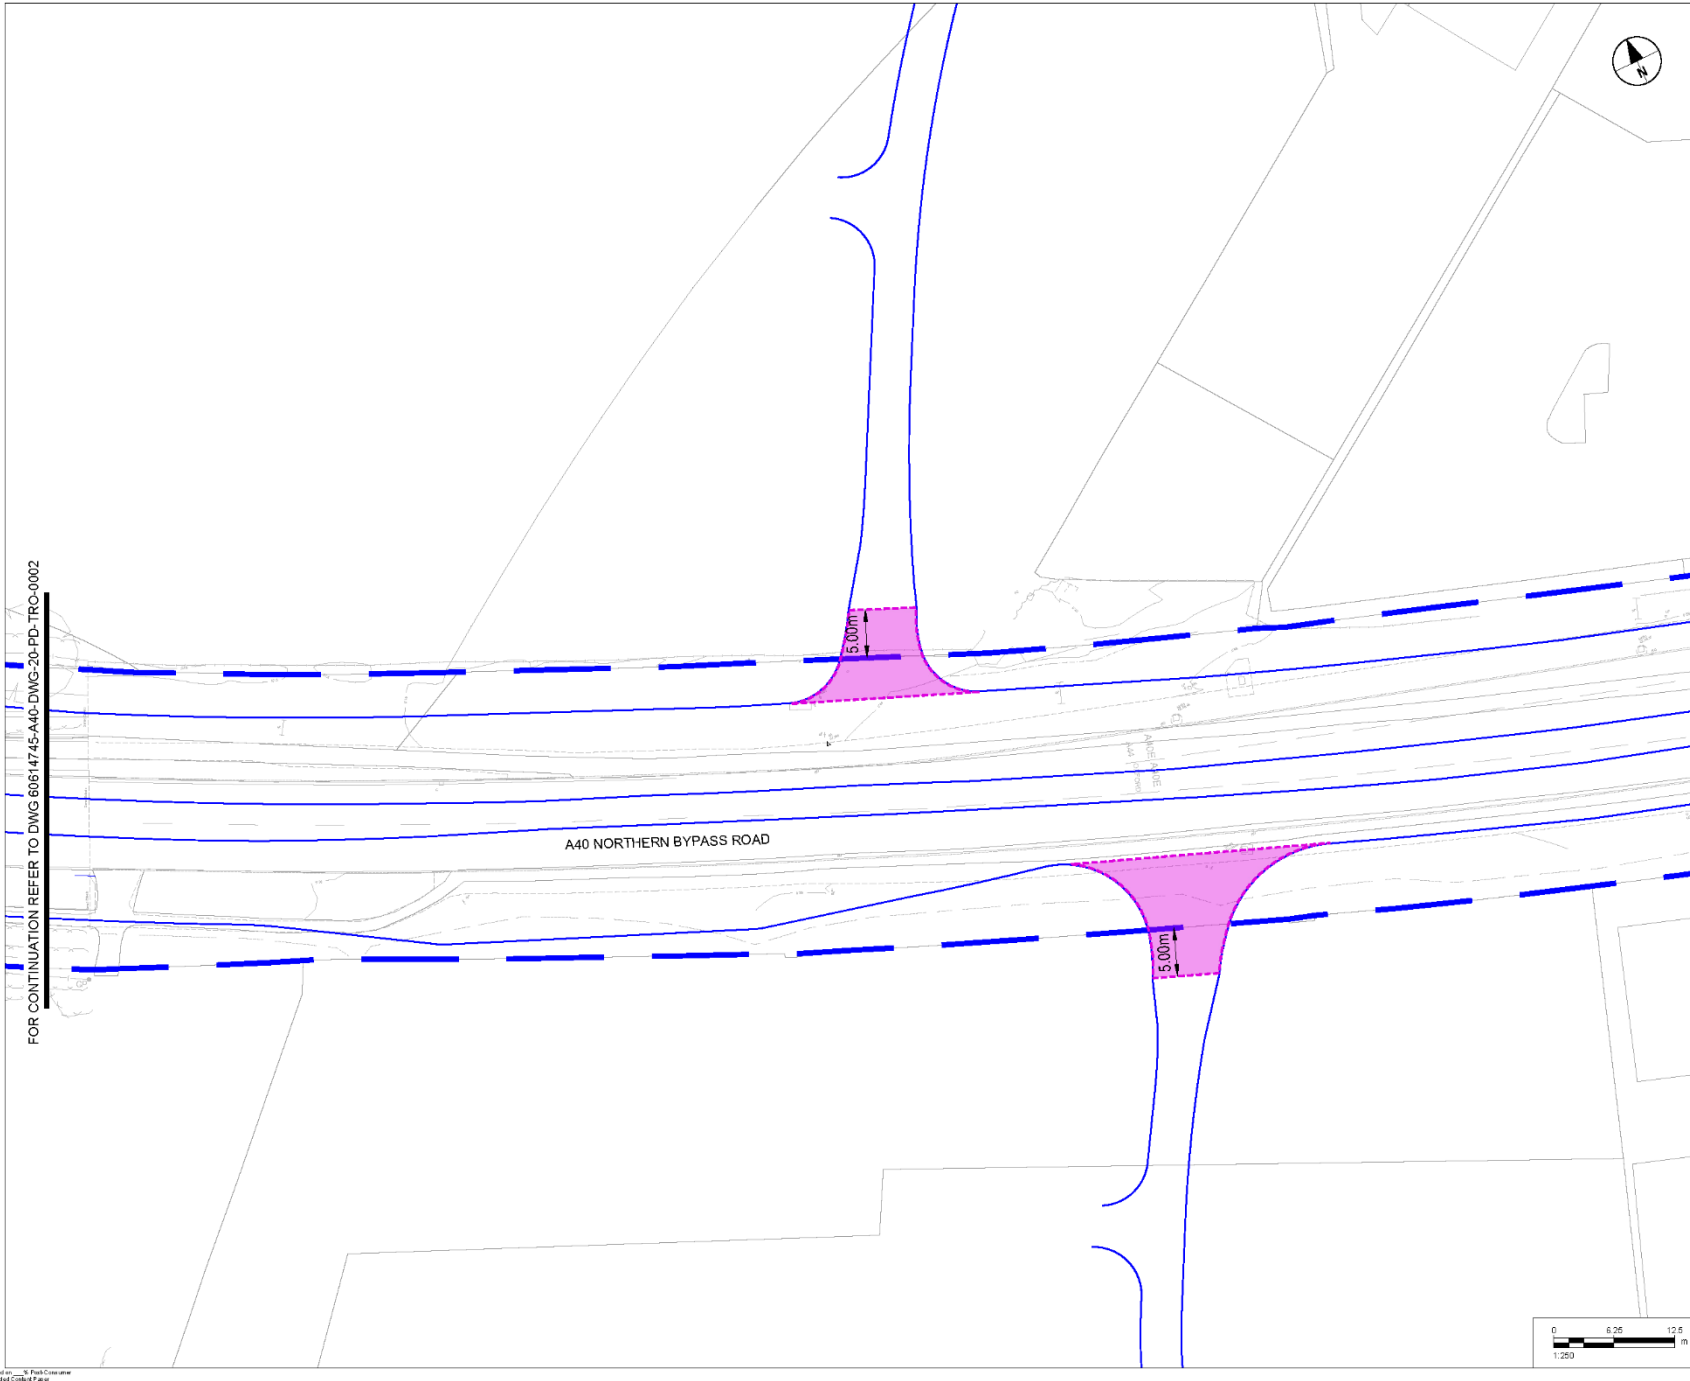 N
FOR CONTINUATION REFER TO DWG 60614745-A40-DWG-20-PD-TRO-0002
5.00m
A40 NORTHERN BYPASS ROAD
5.00m
0 6.25 12.5
m
1:250